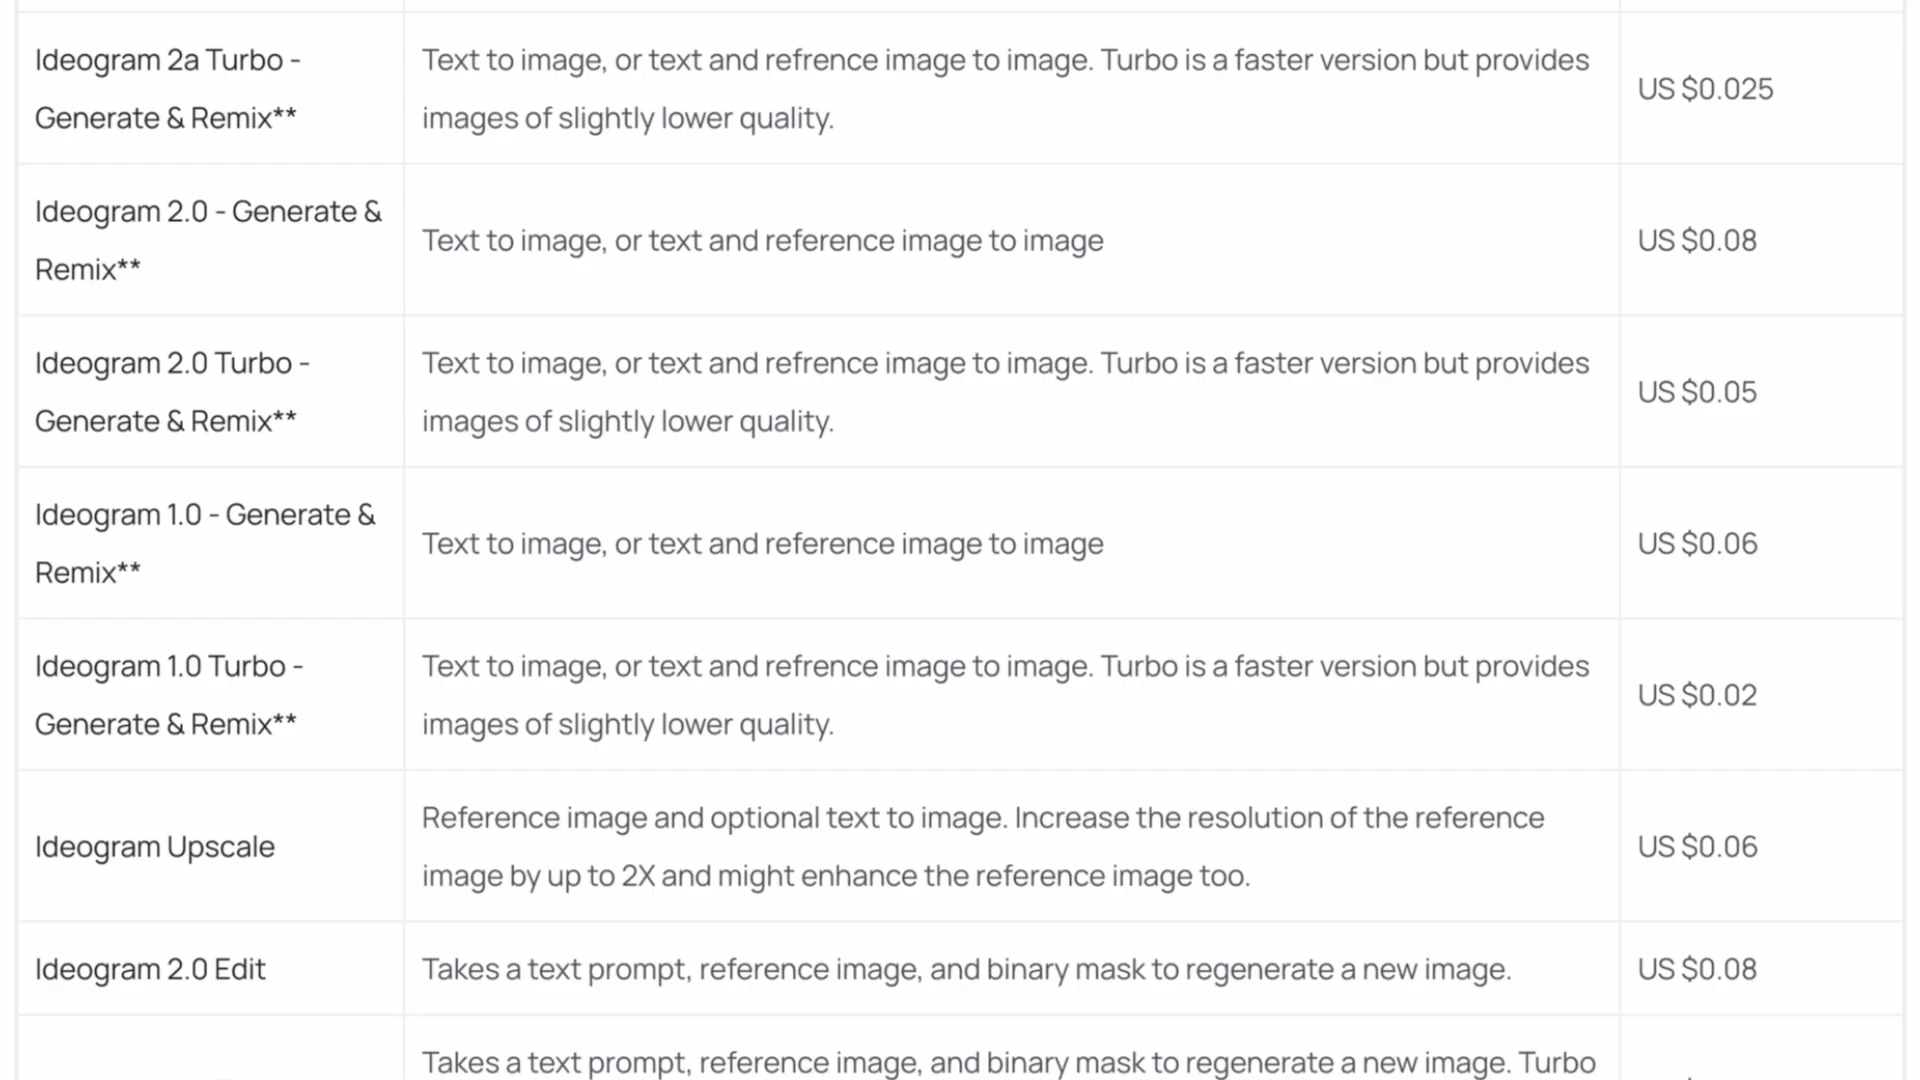 Ideogram 2a Turbo -
Generate & Remix**
Text to image, or text and refrence image to image. Turbo is a faster version but provides
images of slightly lower quality.
US $0.025
Ideogram 2.0 - Generate &
Remix**
Text to image, or text and reference image to image
US $0.08
Ideogram 2.0 Turbo -
Generate & Remix**
Text to image, or text and refrence image to image. Turbo is a faster version but provides
images of slightly lower quality.
US $0.05
Ideogram 1.0 - Generate &
Remix**
Text to image, or text and reference image to image
US $0.06
Ideogram 1.0 Turbo -
Generate & Remix**
Text to image, or text and refrence image to image. Turbo is a faster version but provides
images of slightly lower quality.
US $0.02
Ideogram Upscale
Reference image and optional text to image. Increase the resolution of the reference
image by up to 2X and might enhance the reference image too.
US $0.06
Ideogram 2.0 Edit
Takes a text prompt, reference image, and binary mask to regenerate a new image.
US $0.08
Takes a text prompt, reference image, and binary mask to regenerate a new image. Turbo